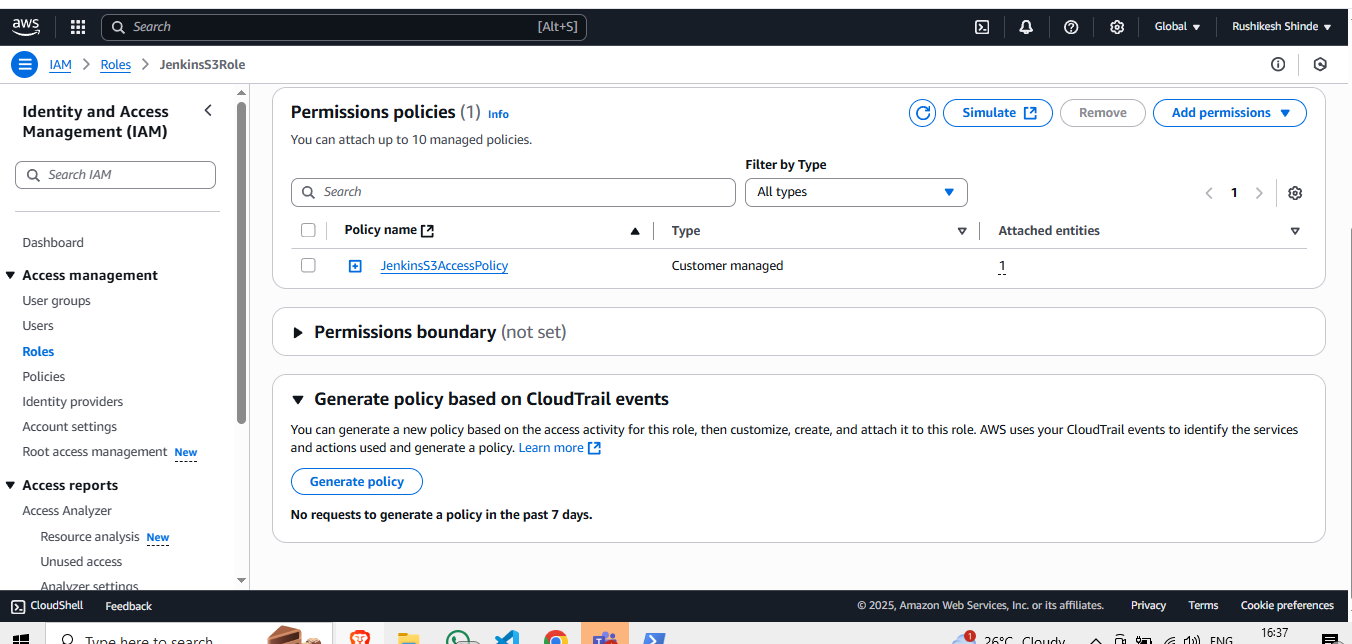 aws
Search [Alt+S]
Global
Rushikesh Shinde
IAM
Roles
JenkinsS3Role
Identity and Access
Management (IAM)
Search IAM
Dashboard
Access management
User groups
Users
Roles
Policies
Identity providers
Account settings
Root access management New
Access reports
Access Analyzer
Resource analysis New
Unused access
Analyzer settings
Permissions policies (1) Info
You can attach up to 10 managed policies.
Simulate
Remove
Add permissions
Filter by Type
Search
All types
1
Policy name
Type
Attached entities
JenkinsS3AccessPolicy
Customer managed
1
Permissions boundary (not set)
Generate policy based on CloudTrail events
You can generate a new policy based on the access activity for this role, then customize, create, and attach it to this role. AWS uses your CloudTrail events to identify the services
and actions used and generate a policy. Learn more
Generate policy
No requests to generate a policy in the past 7 days.
CloudShell
Feedback
© 2025, Amazon Web Services, Inc. or its affiliates.
Privacy
Terms
Cookie preferences
Type here to search
1
26°C Cloudy
ENG
16:37